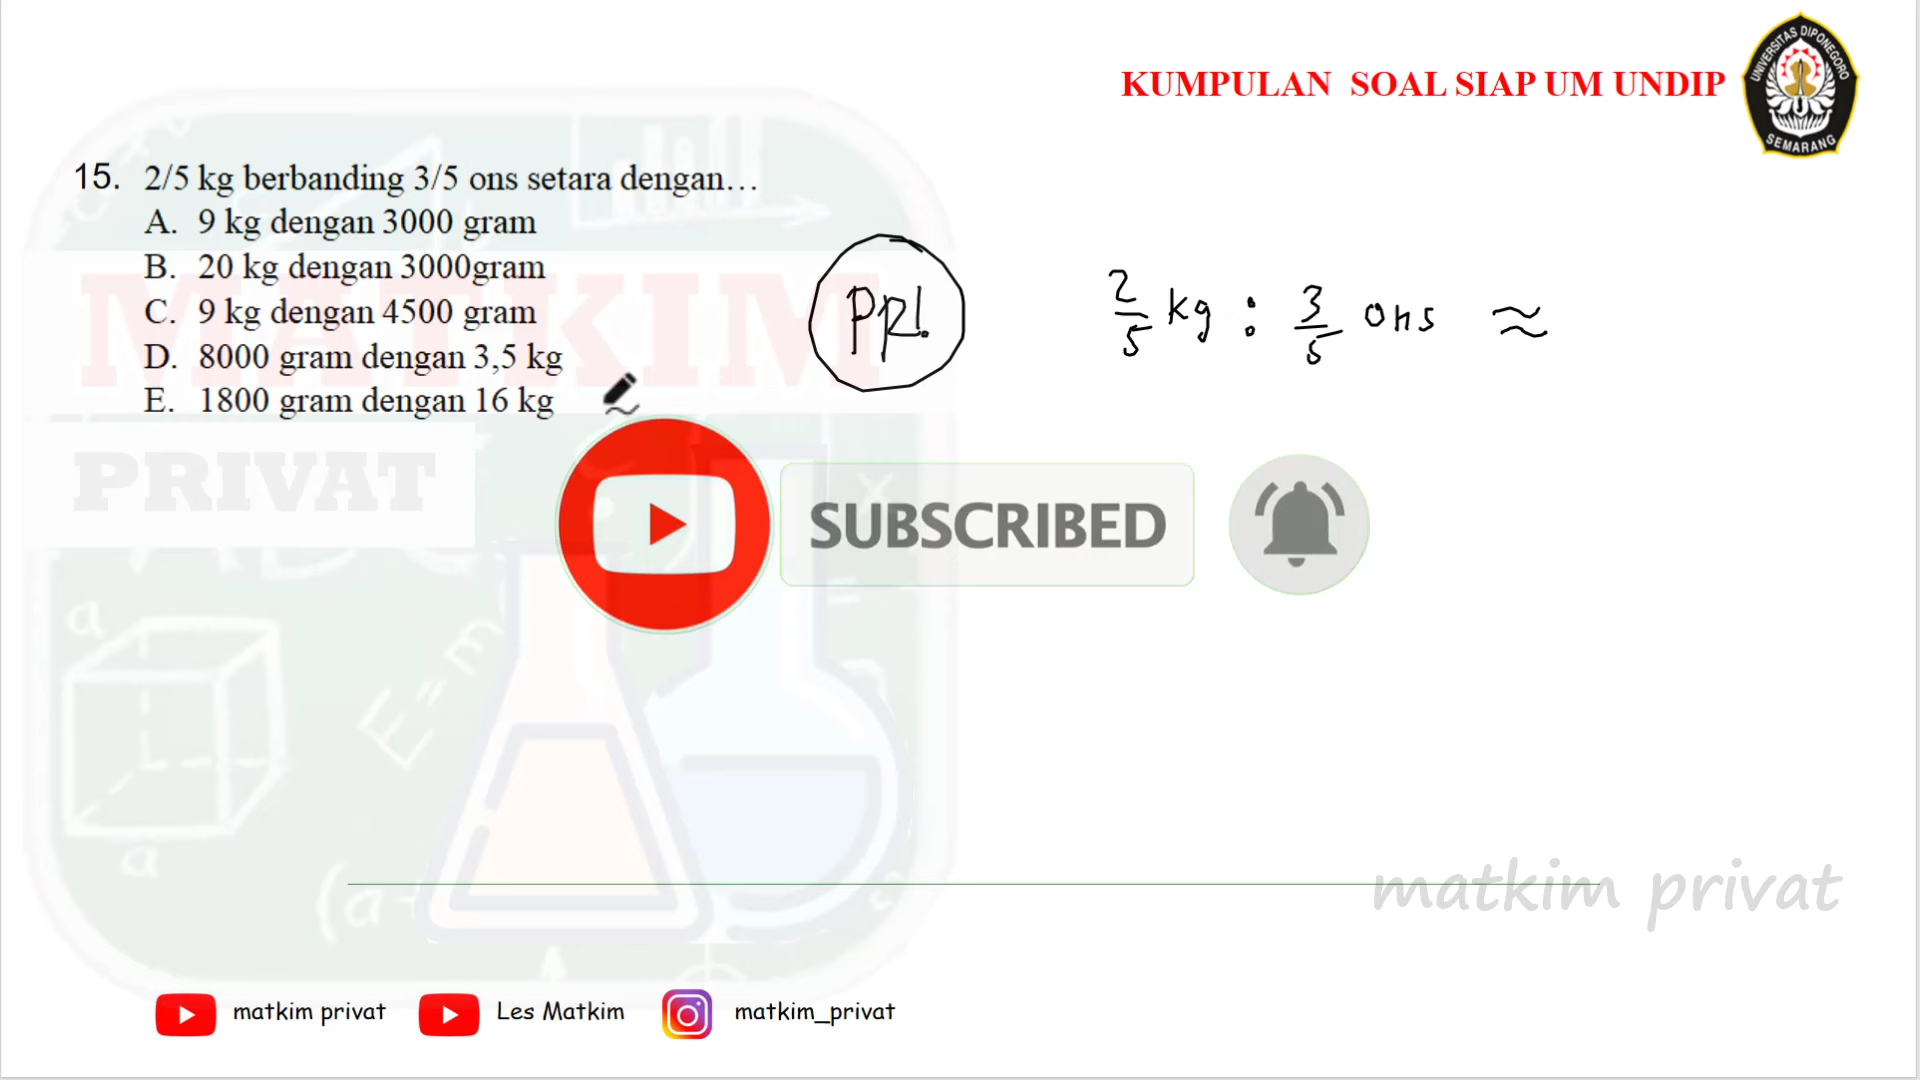 KUMPULAN SOAL SIAP UM UNDIP
UNIVERSITAS DIPONEGORO
SEMARANG
15. 2/5 kg berbanding 3/5 ons setara dengan…
A. 9 kg dengan 3000 gram
B. 20 kg dengan 3000gram
C. 9 kg dengan 4500 gram
D. 8000 gram dengan 3,5 kg
E. 1800 gram dengan 16 kg
2/5 kg : 3/5 ons ≈
MATKIM
PRIVAT
SUBSCRIBED
a
E=m
a
(a+
matkim privat
matkim privat Les Matkim matkim_privat